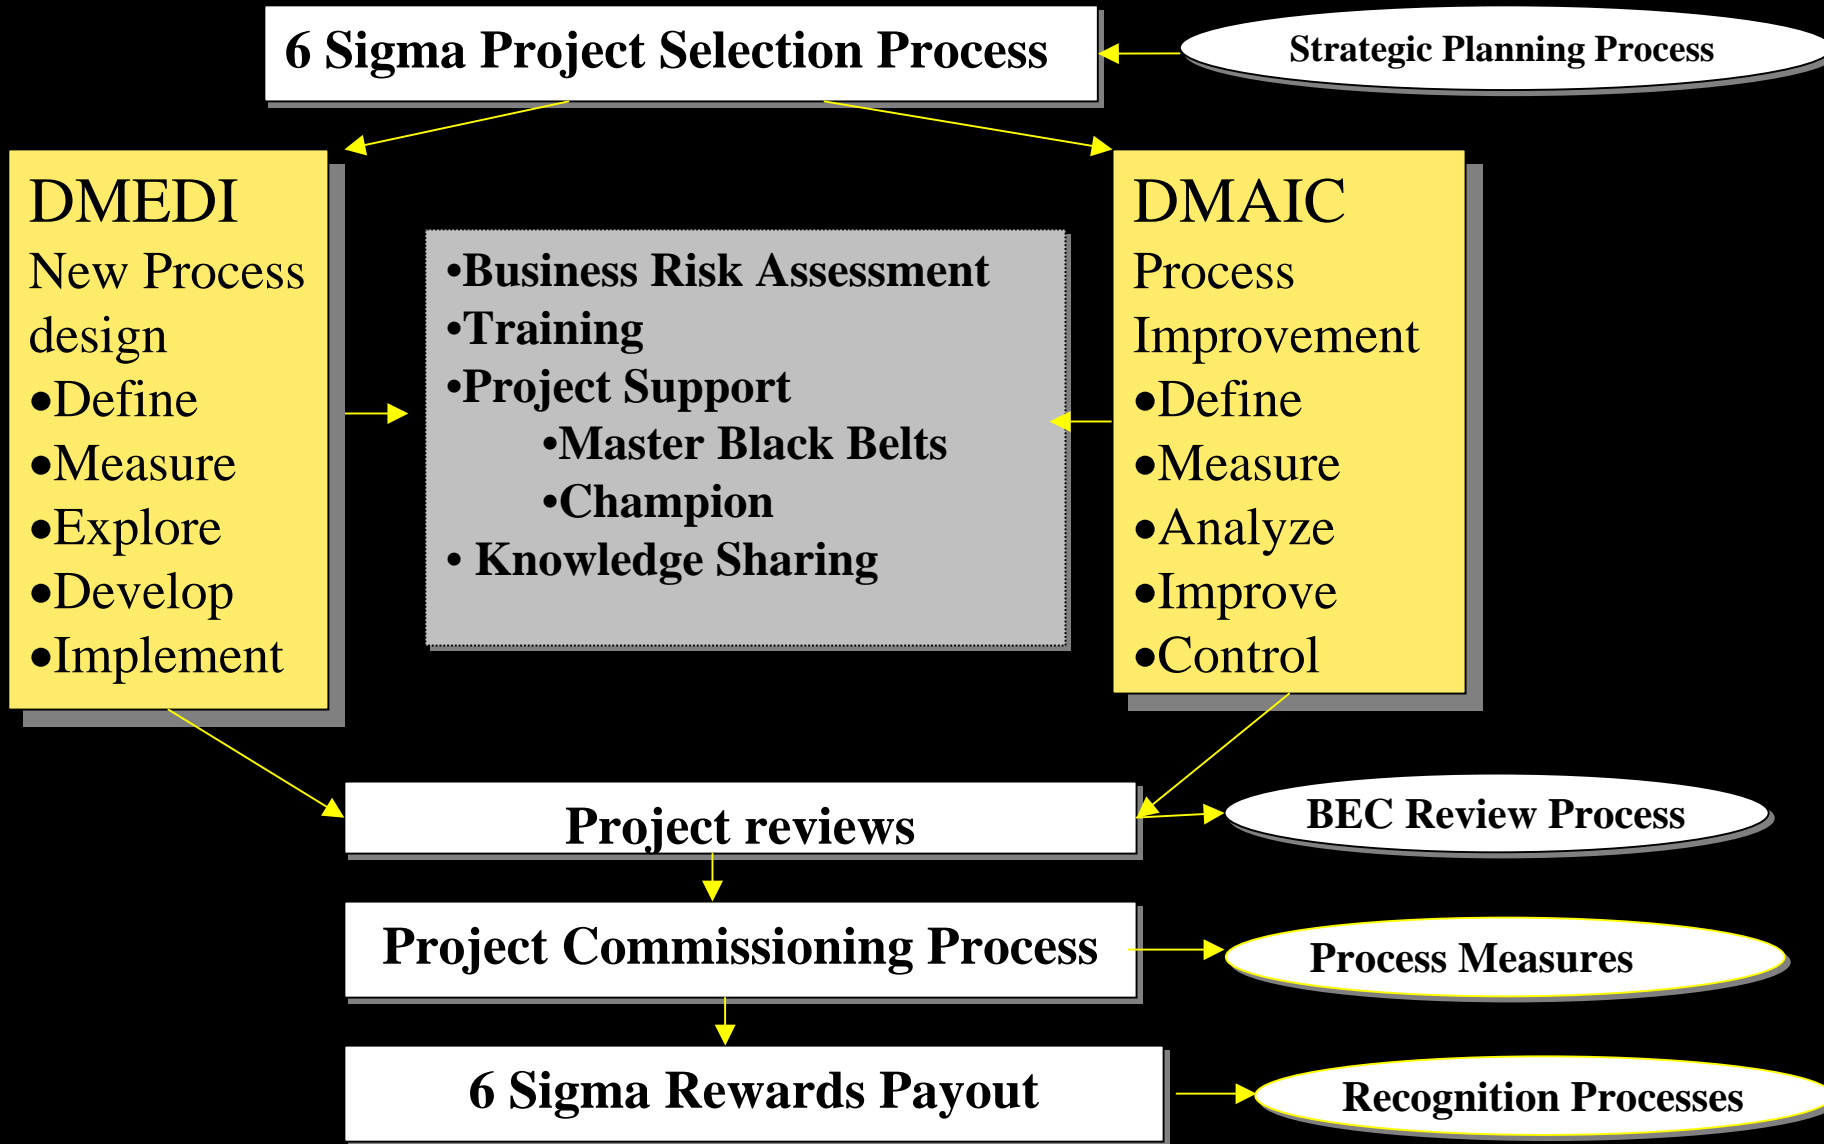 6 Sigma Project Selection Process
Strategic Planning Process
DMEDI
New Process
design
•Define
•Measure
•Explore
•Develop
•Implement
•Business Risk Assessment
•Training
•Project Support
•Master Black Belts
•Champion
• Knowledge Sharing
DMAIC
Process
Improvement
•Define
•Measure
•Analyze
•Improve
•Control
Project reviews
BEC Review Process
Project Commissioning Process
Process Measures
6 Sigma Rewards Payout
Recognition Processes